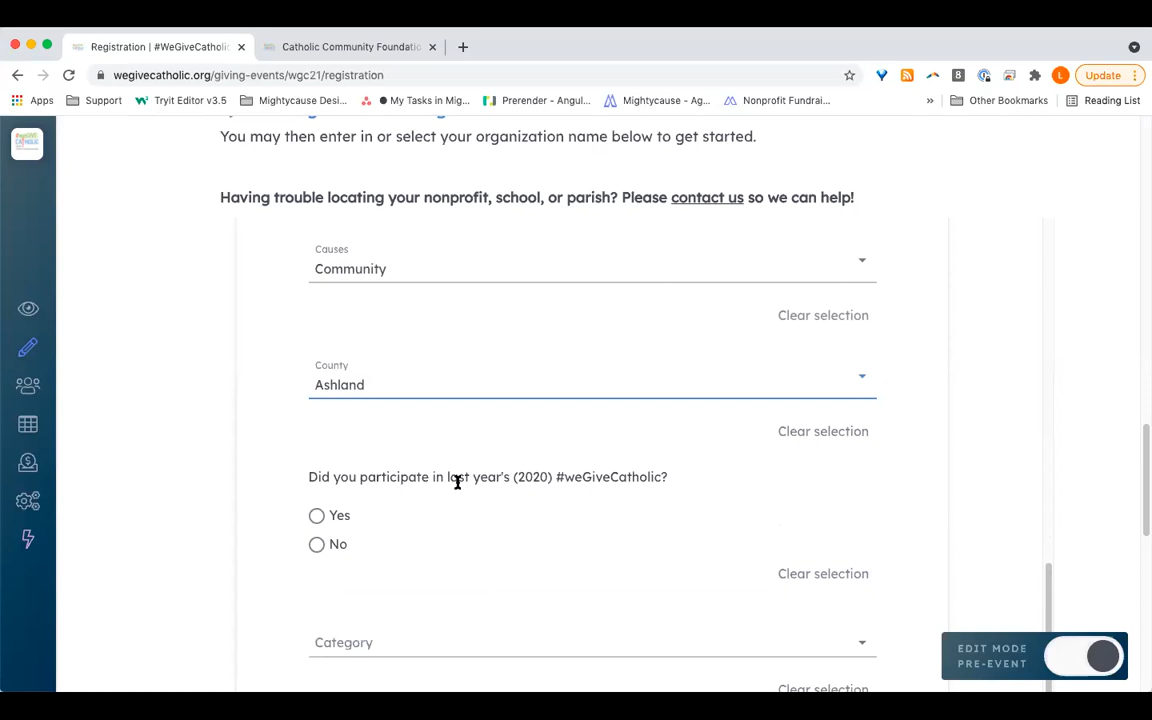 Registration | #WeGiveCatholic
Catholic Community Foundatio
wegivecatholic.org/giving-events/wgc21/registration
8
L
Update
Apps
Support
Tryit Editor v3.5
Mightycause Desi...
● My Tasks in Mig...
Prerender - Angul...
Mightycause - Ag...
Nonprofit Fundrai...
»
Other Bookmarks
Reading List
You may then enter in or select your organization name below to get started.
Having trouble locating your nonprofit, school, or parish? Please contact us so we can help!
Causes
Community
Clear selection
County
Ashland
Clear selection
Did you participate in last year's (2020) #weGiveCatholic?
Yes
No
Clear selection
Category
Clear selection
EDIT MODE
PRE-EVENT